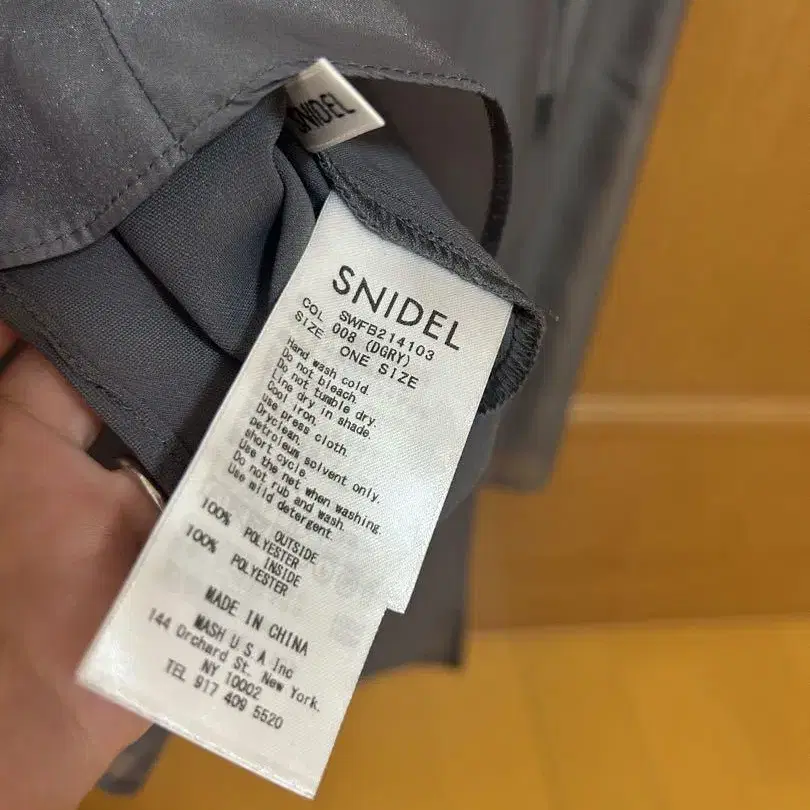 SNIDEL
SNIDEL
SWFB214103
COL 008 (DGRY)
SIZE ONE SIZE
Hand wash cold.
Do not bleach.
Do not tumble dry.
Line dry in shade.
Cool iron.
use press cloth.
Dryclean.
petroleum solvent only.
short cycle.
Use the net when washing.
Do not rub and wash.
Use mild detergent.
OUTSIDE
100% POLYESTER
INSIDE
100% POLYESTER
MADE IN CHINA
MASH U S A Inc
144 Orchard St. New York.
NY 10002
TEL 917 409 5520